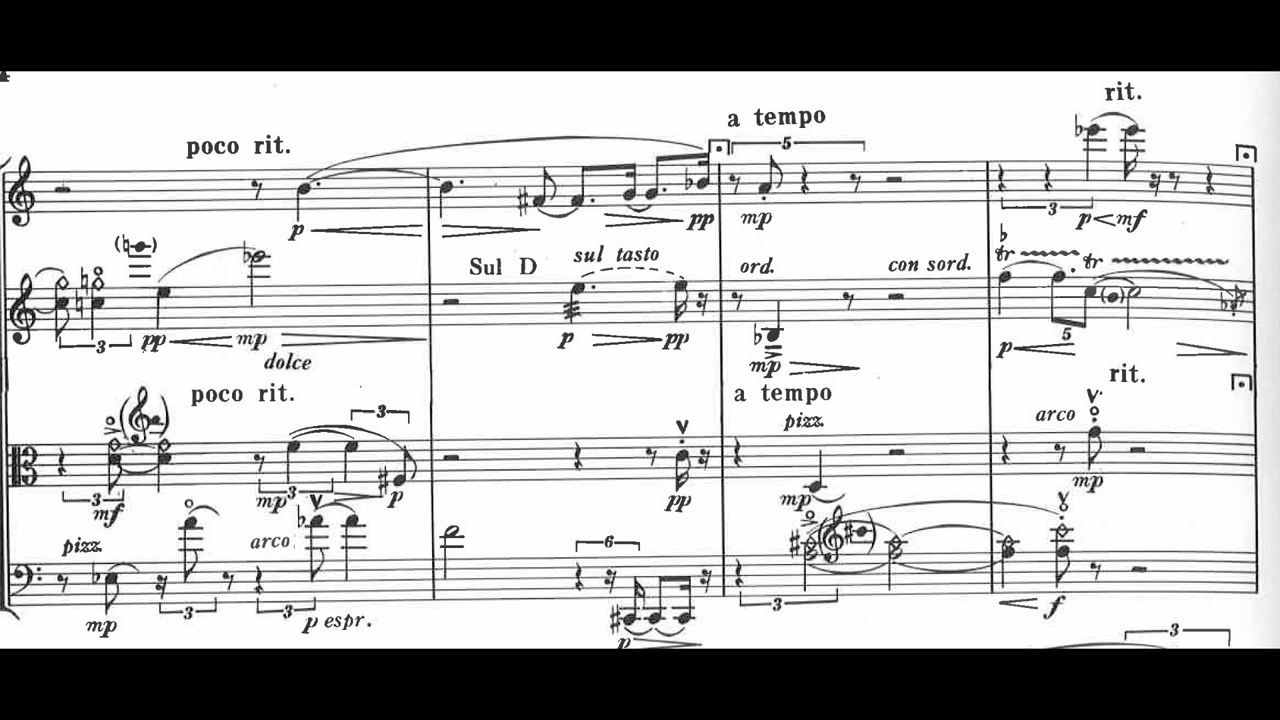 rit.
a tempo
poco rit.
5
3
p
mp
p mf
pp
(♮)
Sul D
sul tasto
ord.
con sord.
tr
tr
3
pp
mp
p
pp
mp
p
5
dolce
poco rit.
a tempo
rit.
3
pizz.
arco
3
mf
mp
3
p
pp
mp
mp
pizz.
arco
6
3
3
3
mp
p espr.
p
f
3